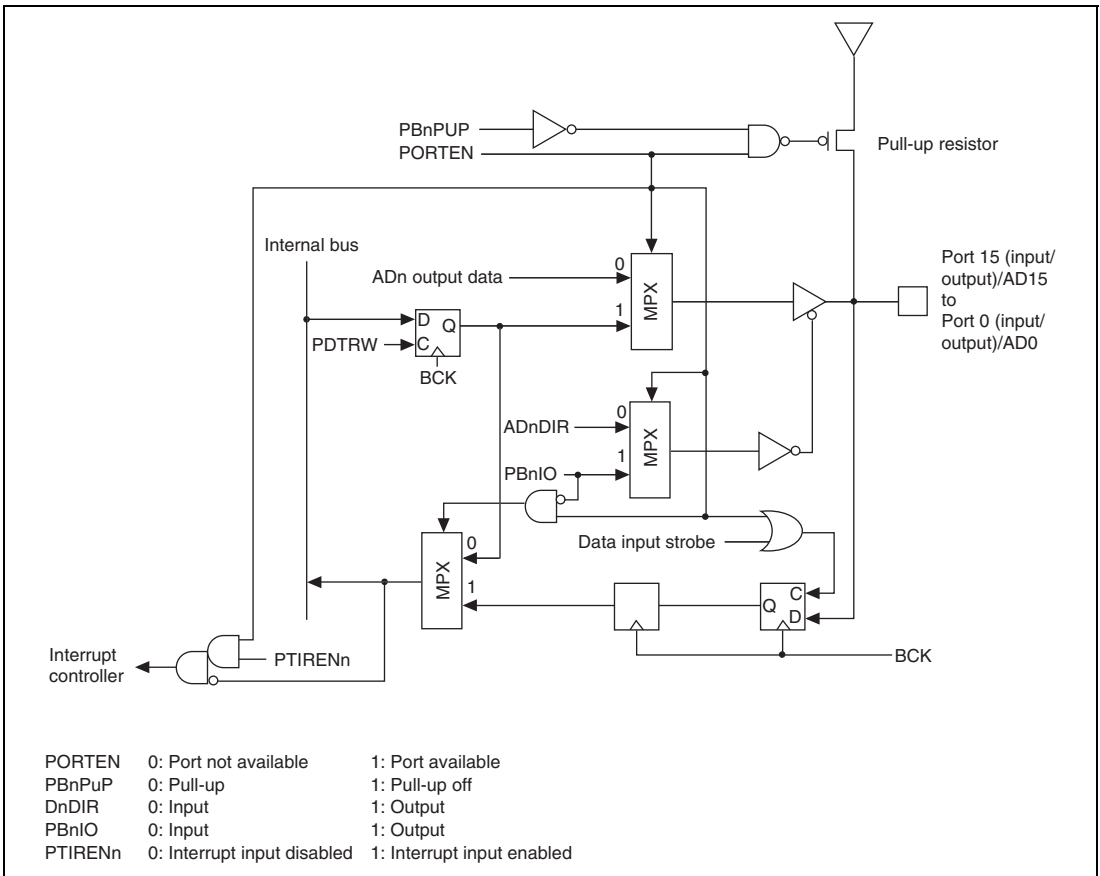 PBnPUP
PORTEN
Pull-up resistor
Internal bus
ADn output data
0
1
MPX
Port 15 (input/
output)/AD15
to
Port 0 (input/
output)/AD0
D
Q
PDTRW
C
BCK
ADnDIR
0
1
MPX
PBnIO
Data input strobe
MPX
0
1
Q
C
D
BCK
Interrupt
controller
PTIRENn
PORTEN 0: Port not available 1: Port available
PBnPuP 0: Pull-up 1: Pull-up off
DnDIR 0: Input 1: Output
PBnIO 0: Input 1: Output
PTIRENn 0: Interrupt input disabled 1: Interrupt input enabled